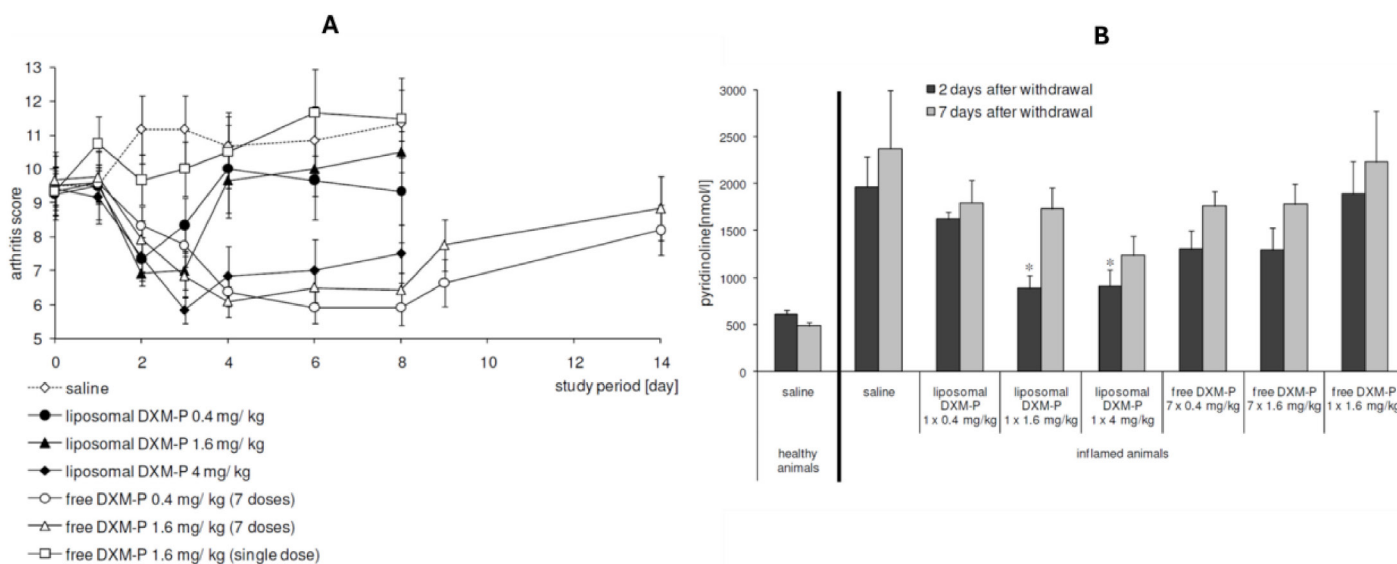 A
arthritis score
13
12
11
10
9
8
7
6
5
0
2
4
6
8
10
12
14
study period [day]
saline
liposomal DXM-P 0.4 mg/ kg
liposomal DXM-P 1.6 mg/ kg
liposomal DXM-P 4 mg/ kg
free DXM-P 0.4 mg/ kg (7 doses)
free DXM-P 1.6 mg/ kg (7 doses)
free DXM-P 1.6 mg/ kg (single dose)
B
2 days after withdrawal
7 days after withdrawal
pyridinoline[nmol/l]
3000
2500
2000
1500
1000
500
0
*
*
saline
saline
liposomal
DXM-P
1 x 0.4 mg/kg
liposomal
DXM-P
1 x 1.6 mg/kg
liposomal
DXM-P
1 x 4 mg/kg
free DXM-P
7 x 0.4 mg/kg
free DXM-P
7 x 1.6 mg/kg
free DXM-P
1 x 1.6 mg/kg
healthy
animals
inflamed animals